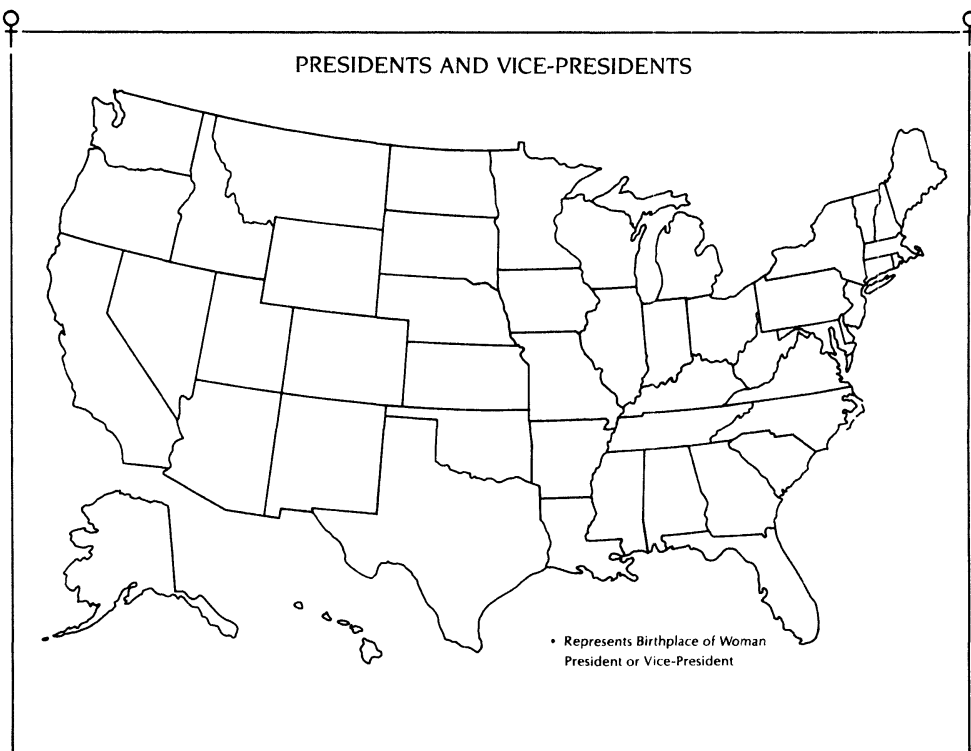 PRESIDENTS AND VICE-PRESIDENTS
• Represents Birthplace of Woman
President or Vice-President